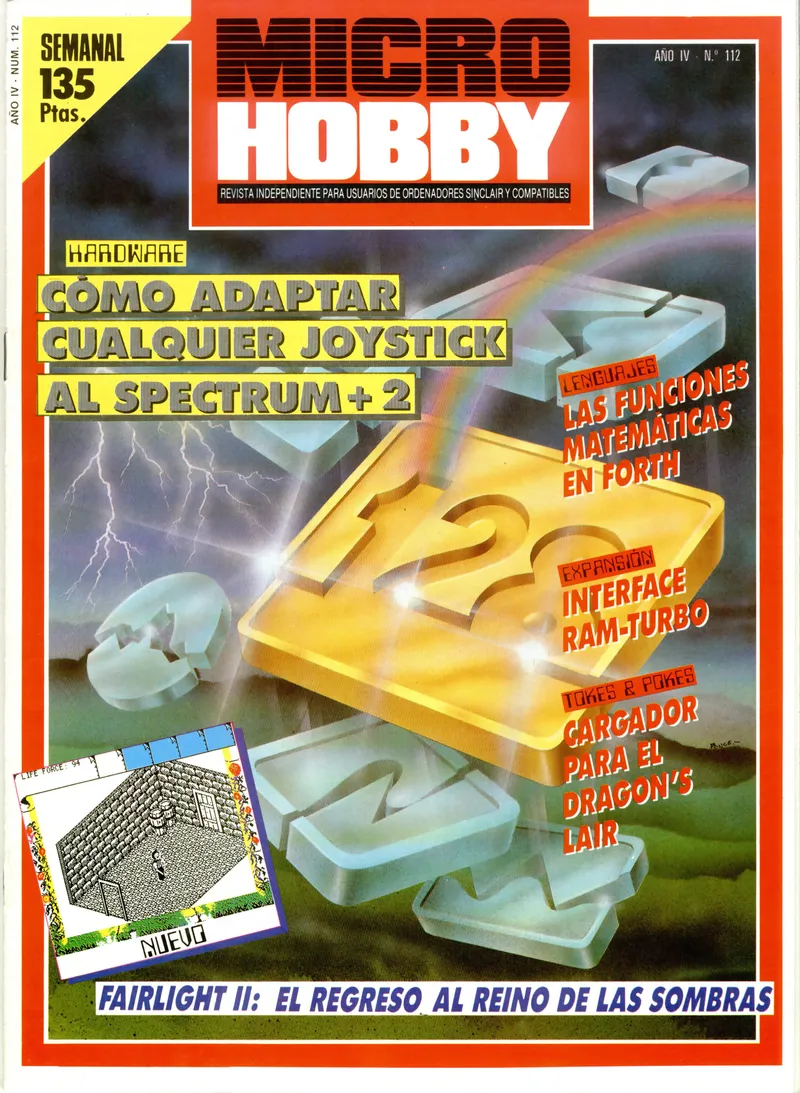 AÑO IV · NUM. 112
SEMANAL
135
Ptas.
MICRO
HOBBY
REVISTA INDEPENDIENTE PARA USUARIOS DE ORDENADORES SINCLAIR Y COMPATIBLES
AÑO IV · N.º 112
HARDWARE
CÓMO ADAPTAR
CUALQUIER JOYSTICK
AL SPECTRUM + 2
LENGUAJES
LAS FUNCIONES
MATEMÁTICAS
EN FORTH
128
EXPANSIÓN
INTERFACE
RAM-TURBO
TOKES & POKES
CARGADOR
PARA EL
DRAGON'S
LAIR
LIFE FORCE: 94
NUEVO
FAIRLIGHT II: EL REGRESO AL REINO DE LAS SOMBRAS